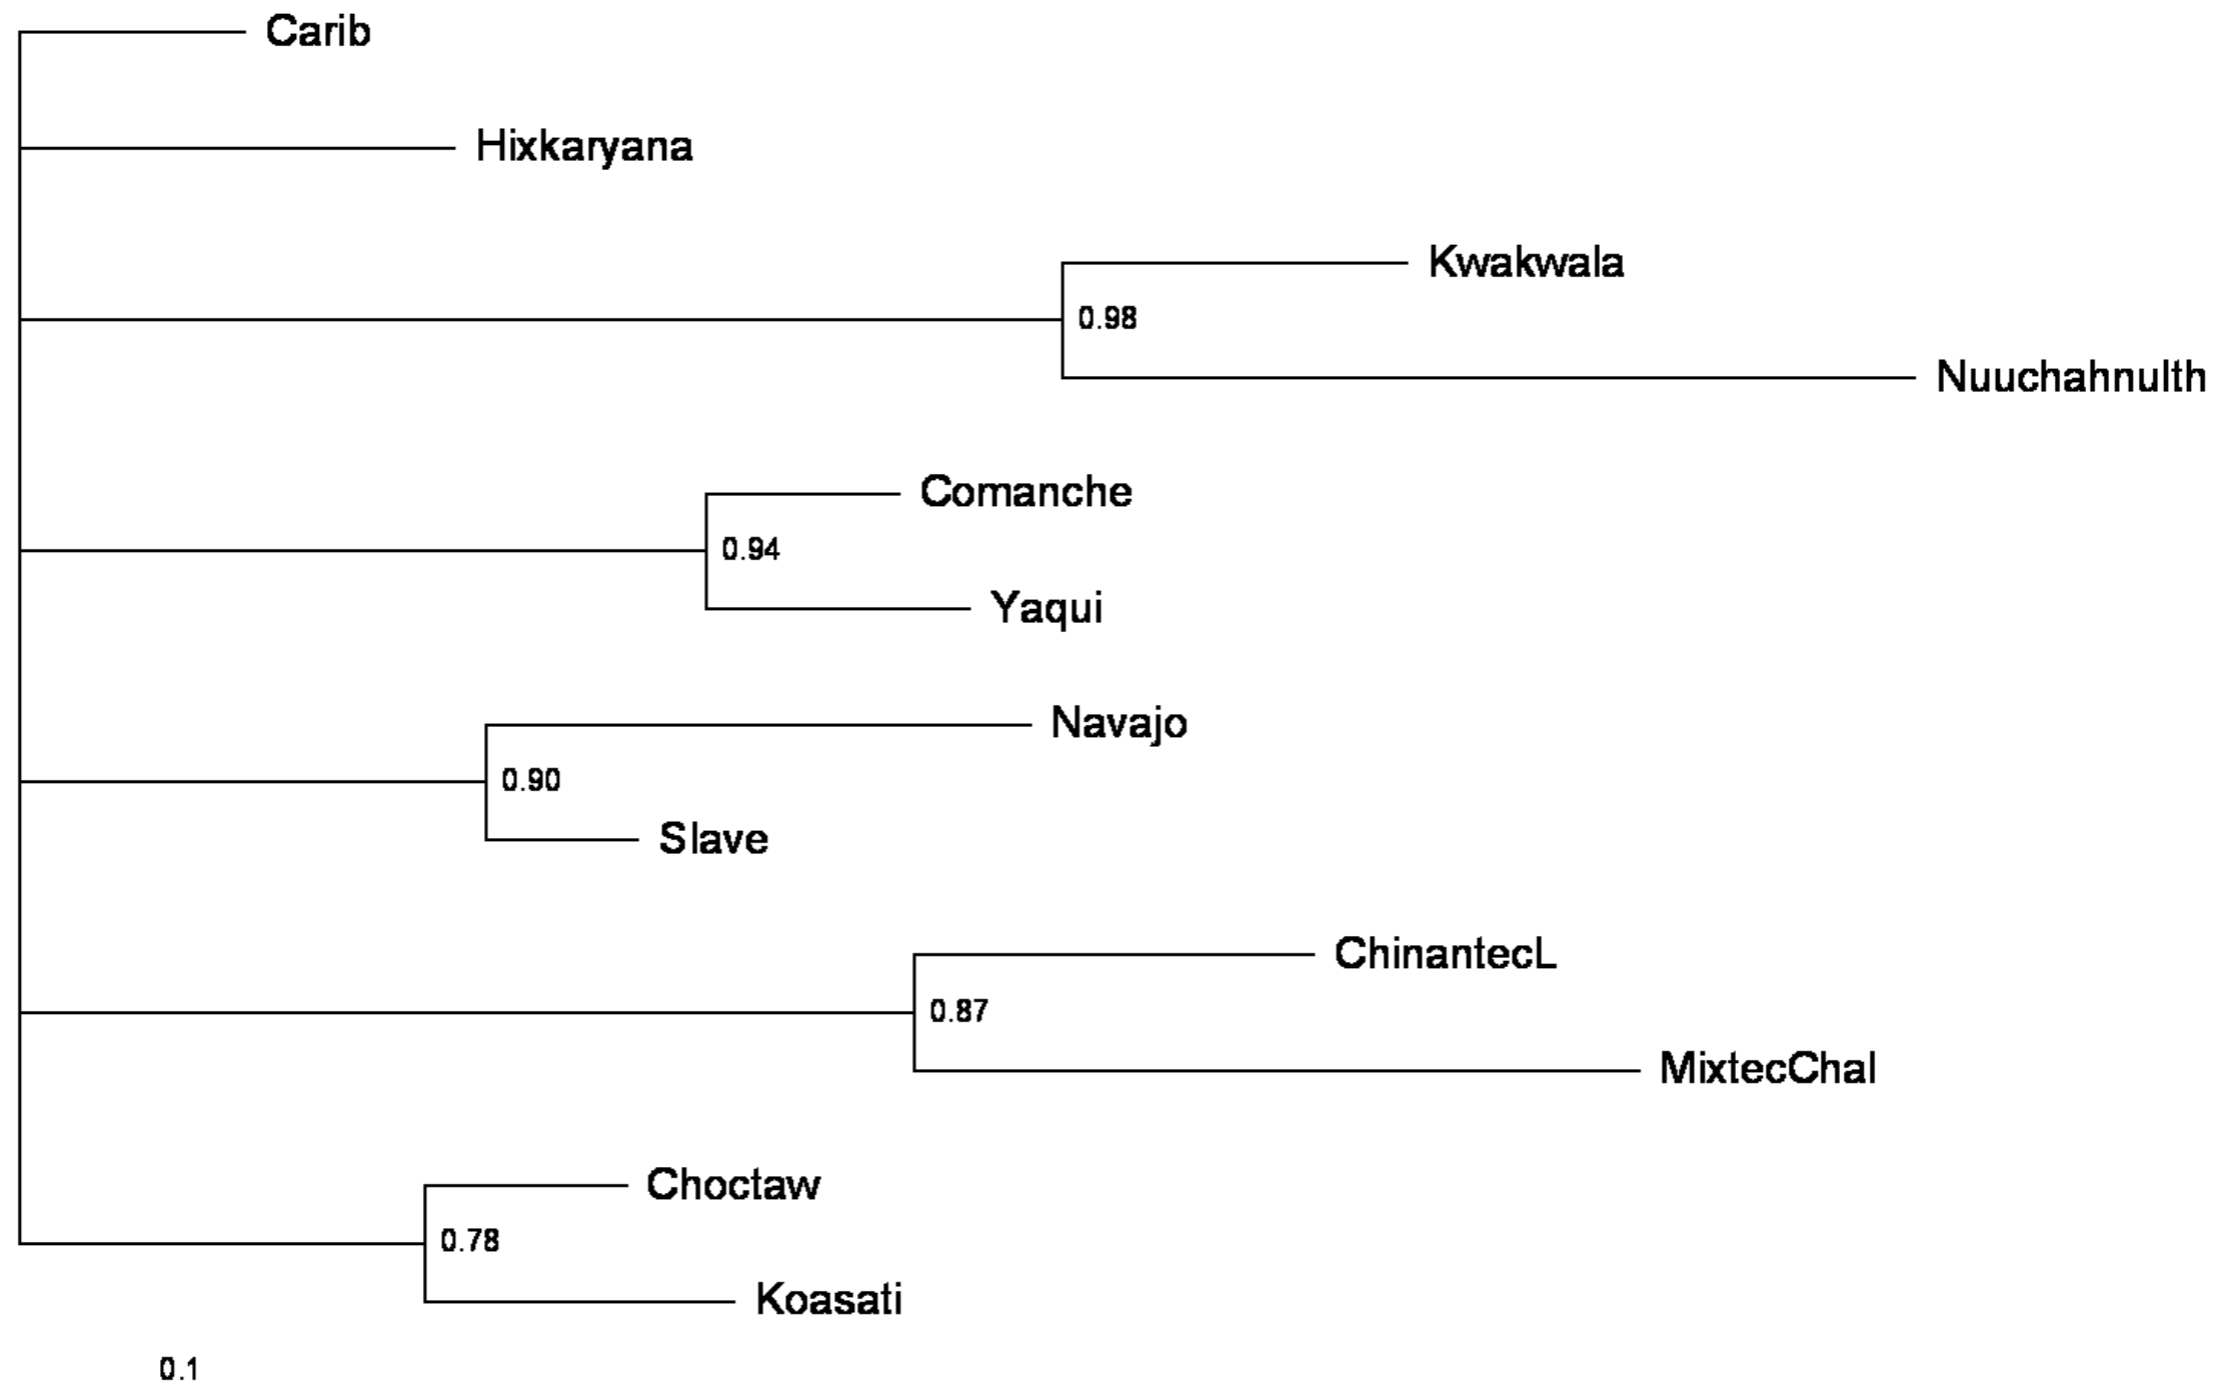 Carib
Hixkaryana
Kwakwala
0.98
Nuuchahnulth
Comanche
0.94
Yaqui
Navajo
0.90
Slave
ChinantecL
0.87
MixtecChal
Choctaw
0.78
Koasati
0.1